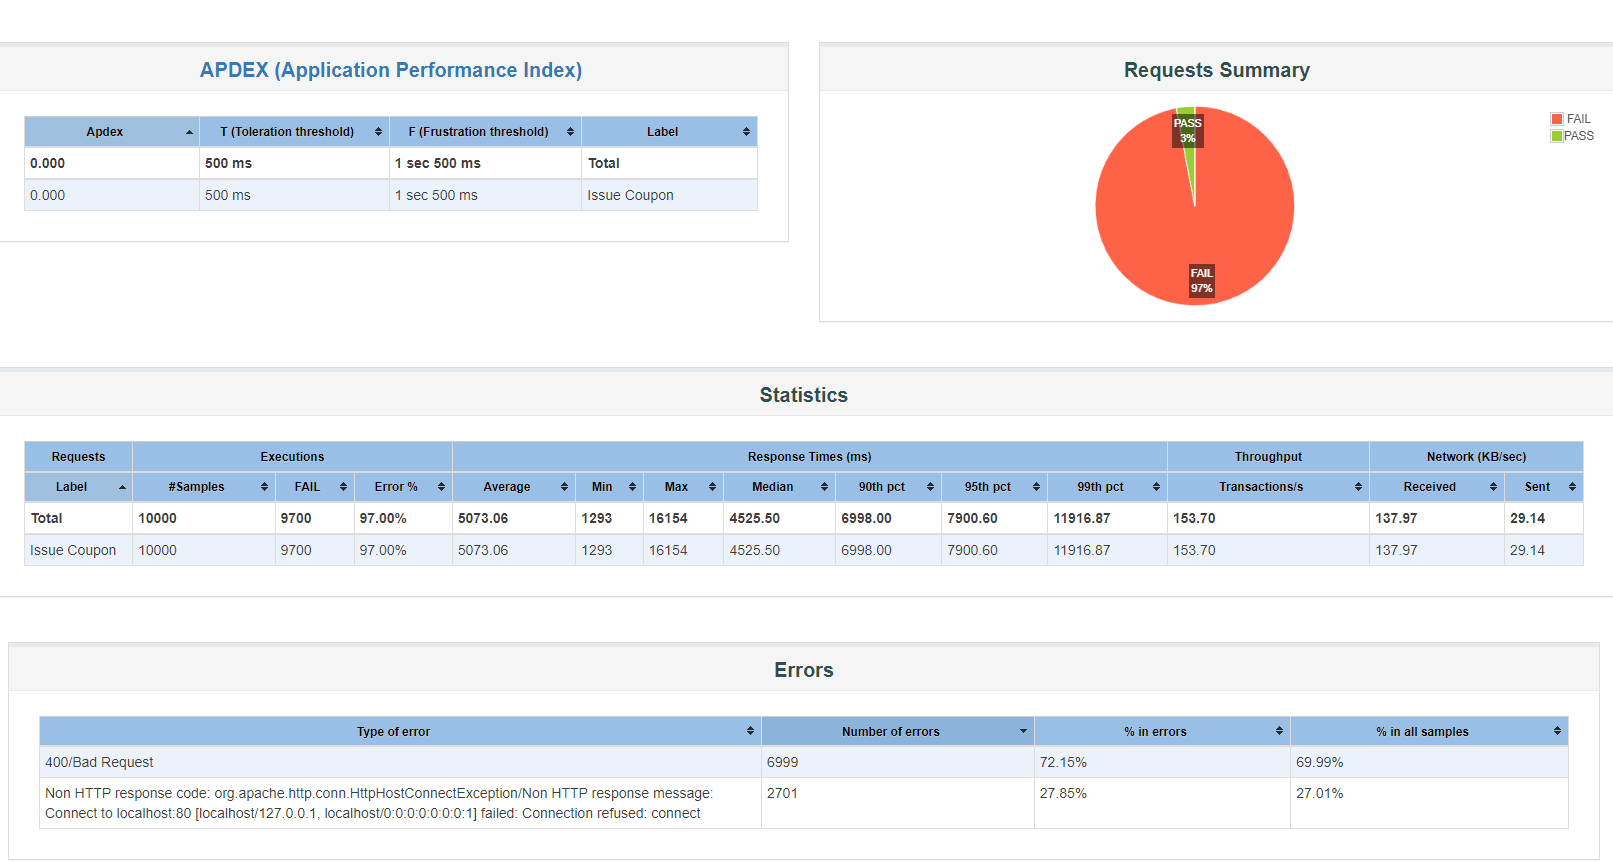 APDEX (Application Performance Index)
Apdex T (Toleration threshold) F (Frustration threshold) Label
0.000 500 ms 1 sec 500 ms Total
0.000 500 ms 1 sec 500 ms Issue Coupon
Requests Summary
FAIL
PASS
PASS
3%
FAIL
97%
Statistics
Requests Executions Response Times (ms) Throughput Network (KB/sec)
Label #Samples FAIL Error % Average Min Max Median 90th pct 95th pct 99th pct Transactions/s Received Sent
Total 10000 9700 97.00% 5073.06 1293 16154 4525.50 6998.00 7900.60 11916.87 153.70 137.97 29.14
Issue Coupon 10000 9700 97.00% 5073.06 1293 16154 4525.50 6998.00 7900.60 11916.87 153.70 137.97 29.14
Errors
Type of error Number of errors % in errors % in all samples
400/Bad Request 6999 72.15% 69.99%
Non HTTP response code: org.apache.http.conn.HttpHostConnectException/Non HTTP response message: 2701 27.85% 27.01%
Connect to localhost:80 [localhost/127.0.0.1, localhost/0:0:0:0:0:0:0:1] failed: Connection refused: connect